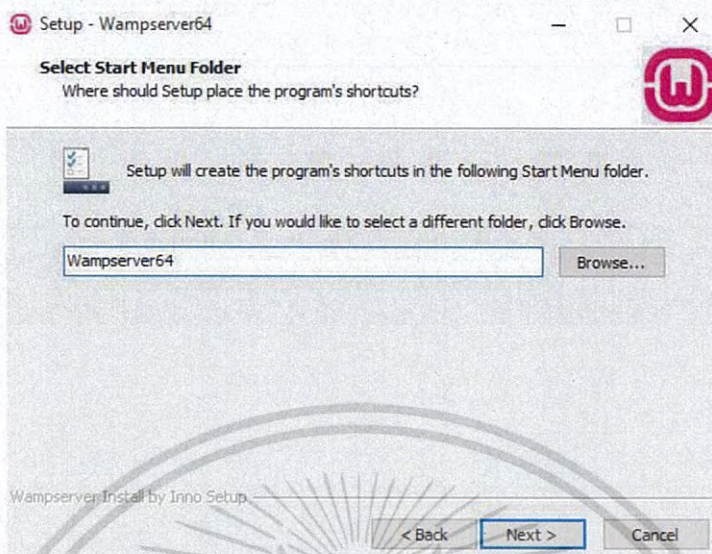 Setup - Wampserver64
Select Start Menu Folder
Where should Setup place the program's shortcuts?
Setup will create the program's shortcuts in the following Start Menu folder.
To continue, click Next. If you would like to select a different folder, click Browse.
Wampserver64
Browse...
Wampserver Install by Inno Setup
< Back
Next >
Cancel